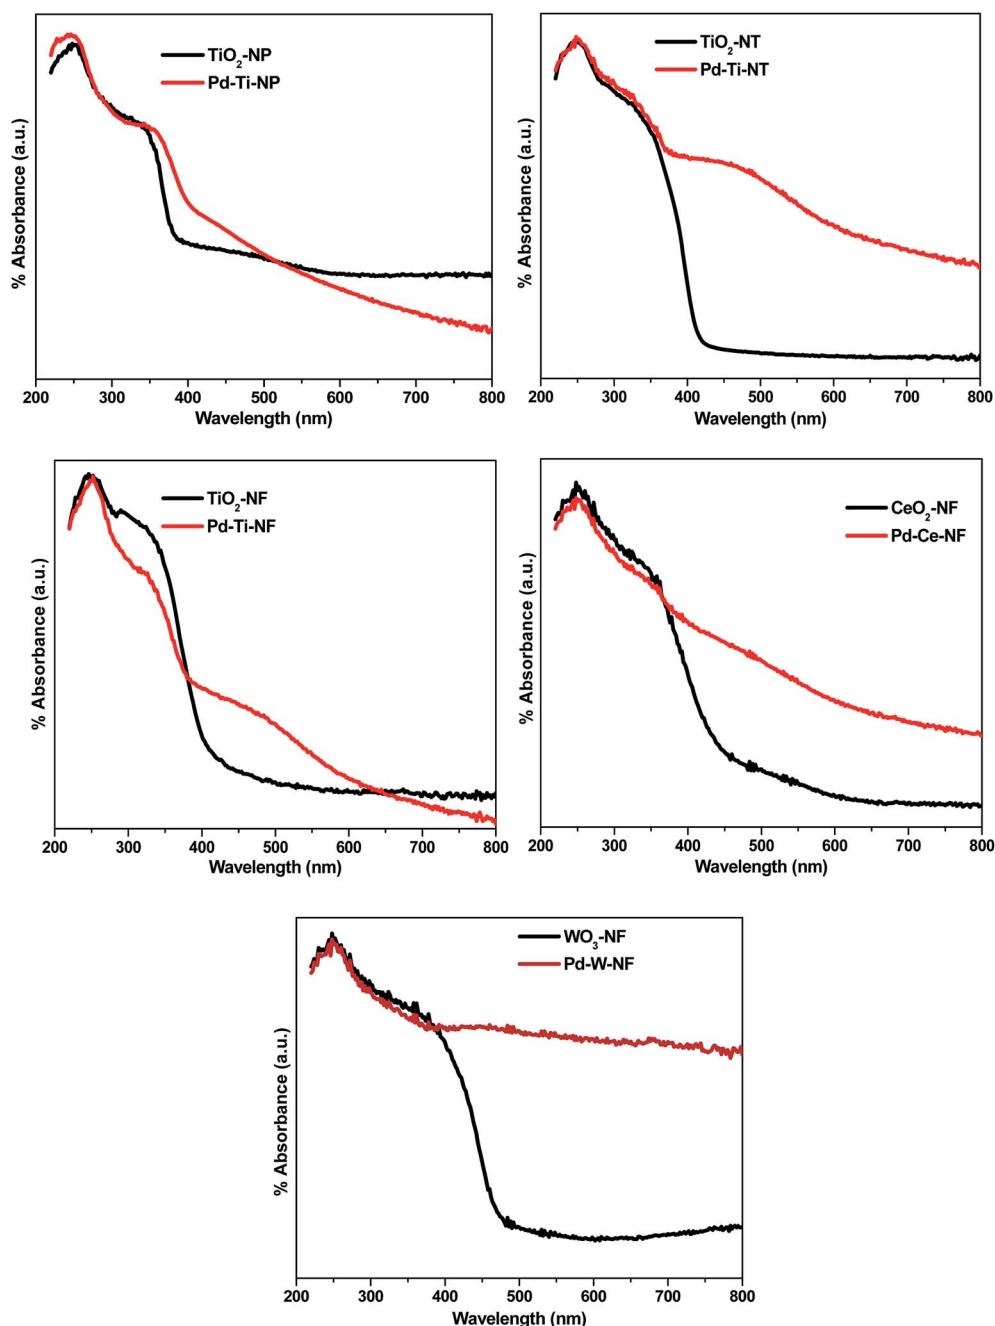 TiO2-NP
Pd-Ti-NP
% Absorbance (a.u.)
200 300 400 500 600 700 800
Wavelength (nm)
TiO2-NT
Pd-Ti-NT
% Absorbance (a.u.)
200 300 400 500 600 700 800
Wavelength (nm)
TiO2-NF
Pd-Ti-NF
% Absorbance (a.u.)
200 300 400 500 600 700 800
Wavelength (nm)
CeO2-NF
Pd-Ce-NF
% Absorbance (a.u.)
200 300 400 500 600 700 800
Wavelength (nm)
WO3-NF
Pd-W-NF
% Absorbance (a.u.)
200 300 400 500 600 700 800
Wavelength (nm)